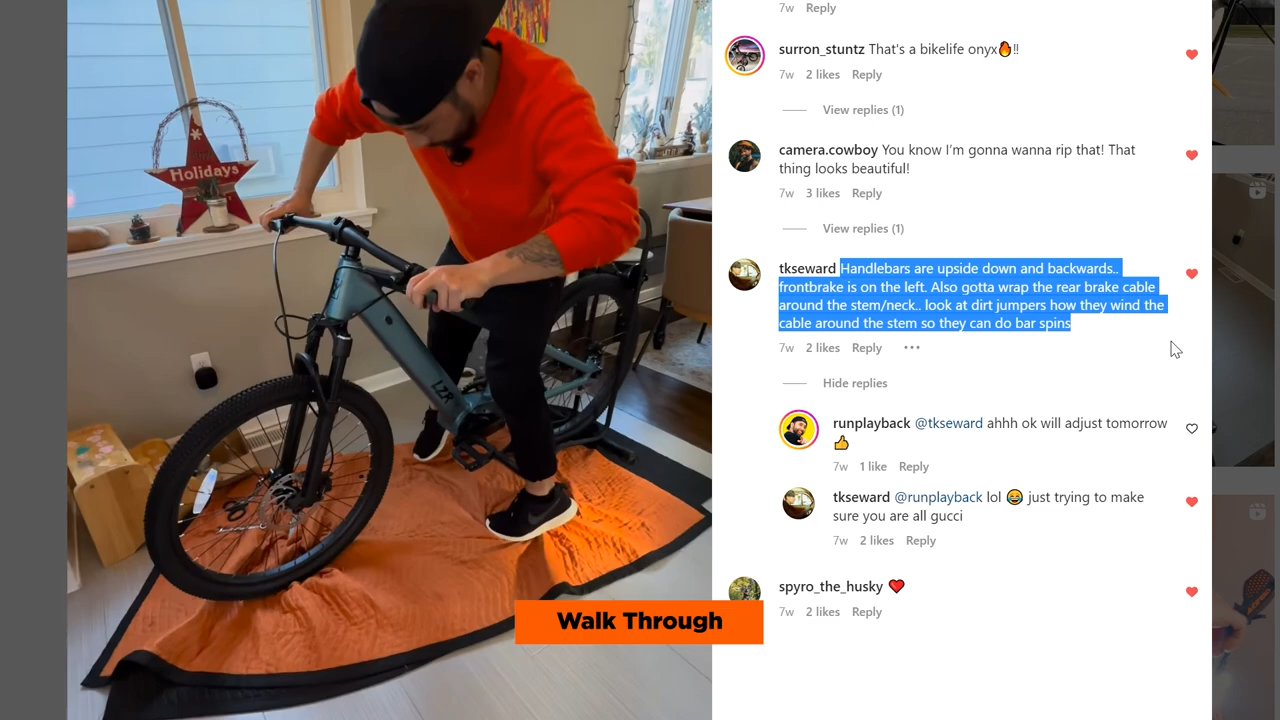 7w Reply
surron_stuntz That's a bikelife onyx🔥!!
7w 2 likes Reply
View replies (1)
camera.cowboy You know I'm gonna wanna rip that! That
thing looks beautiful!
7w 3 likes Reply
View replies (1)
tkseward Handlebars are upside down and backwards..
frontbrake is on the left. Also gotta wrap the rear brake cable
around the stem/neck.. look at dirt jumpers how they wind the
cable around the stem so they can do bar spins
7w 2 likes Reply •••
Hide replies
runplayback @tkseward ahhh ok will adjust tomorrow
👍
7w 1 like Reply
tkseward @runplayback lol 😂 just trying to make
sure you are all gucci
7w 2 likes Reply
spyro_the_husky ❤️
7w 2 likes Reply
Holidays
LZR
Walk Through